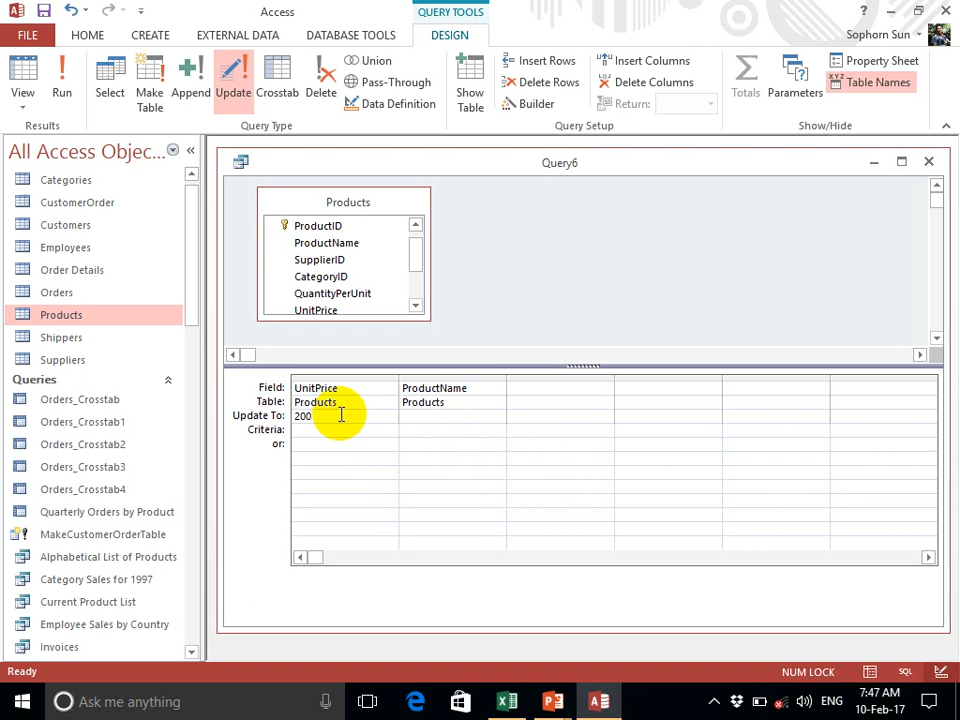 Access
QUERY TOOLS
FILE
HOME
CREATE
EXTERNAL DATA
DATABASE TOOLS
DESIGN
Sophorn Sun
View
Run
Select
Make Table
Append
Update
Crosstab
Delete
Union
Pass-Through
Data Definition
Show Table
Insert Rows
Delete Rows
Builder
Insert Columns
Delete Columns
Return:
Totals
Parameters
Property Sheet
XYZ
Table Names
Results
Query Type
Query Setup
Show/Hide
All Access Objec...
Categories
CustomerOrder
Customers
Employees
Order Details
Orders
Products
Shippers
Suppliers
Queries
Orders_Crosstab
Orders_Crosstab1
Orders_Crosstab2
Orders_Crosstab3
Orders_Crosstab4
Quarterly Orders by Product
MakeCustomerOrderTable
Alphabetical List of Products
Category Sales for 1997
Current Product List
Employee Sales by Country
Invoices
Query6
Products
ProductID
ProductName
SupplierID
CategoryID
QuantityPerUnit
UnitPrice
Field: UnitPrice ProductName
Table: Products Products
Update To: 200
Criteria:
or:
Ready
NUM LOCK
SQL
Ask me anything
ENG
7:47 AM
10-Feb-17